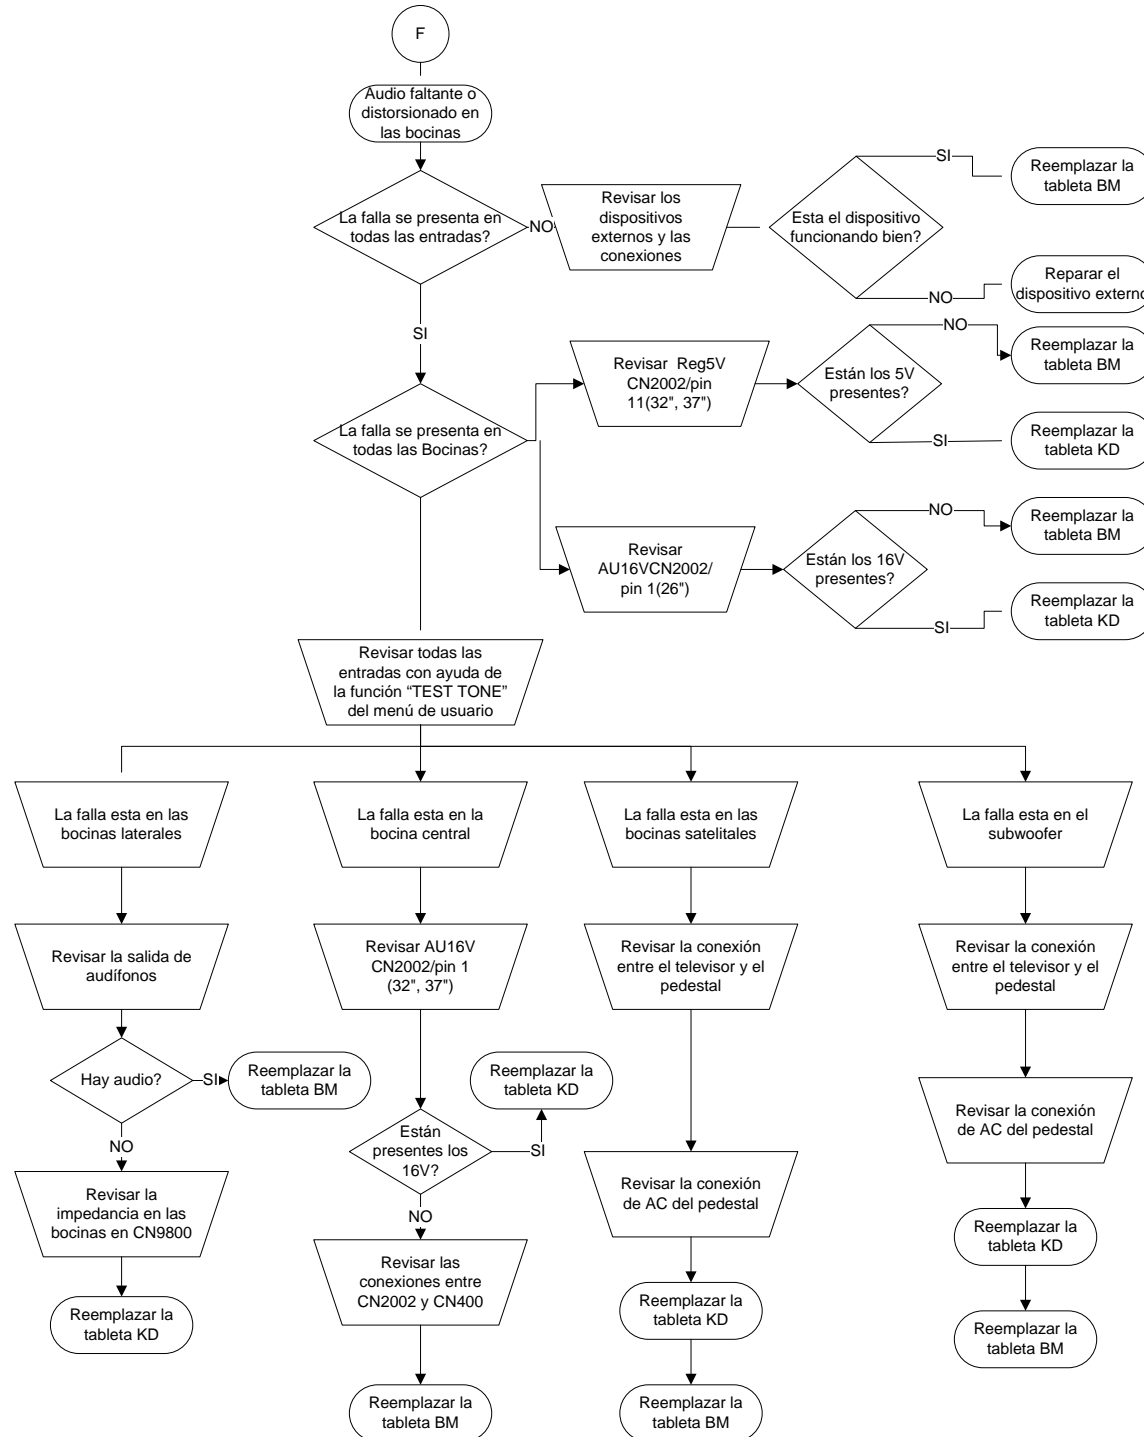 F
Audio faltante o
distorsionado en
las bocinas
La falla se presenta en
todas las entradas?
NO
Revisar los
dispositivos
externos y las
conexiones
Esta el dispositivo
funcionando bien?
SI
Reemplazar la
tableta BM
NO
Reparar el
dispositivo externo
SI
La falla se presenta en
todas las Bocinas?
Revisar Reg5V
CN2002/pin
11(32", 37")
Están los 5V
presentes?
NO
Reemplazar la
tableta BM
SI
Reemplazar la
tableta KD
Revisar
AU16VCN2002/
pin 1(26")
Están los 16V
presentes?
NO
Reemplazar la
tableta BM
SI
Reemplazar la
tableta KD
Revisar todas las
entradas con ayuda de
la función “TEST TONE”
del menú de usuario
La falla esta en las
bocinas laterales
Revisar la salida de
audífonos
Hay audio?
SI
Reemplazar la
tableta BM
NO
Revisar la
impedancia en las
bocinas en CN9800
Reemplazar la
tableta KD
La falla esta en la
bocina central
Revisar AU16V
CN2002/pin 1
(32", 37")
Están
presentes los
16V?
SI
Reemplazar la
tableta KD
NO
Revisar las
conexiones entre
CN2002 y CN400
Reemplazar la
tableta BM
La falla esta en las
bocinas satelitales
Revisar la conexión
entre el televisor y el
pedestal
Revisar la conexión
de AC del pedestal
Reemplazar la
tableta KD
Reemplazar la
tableta BM
La falla esta en el
subwoofer
Revisar la conexión
entre el televisor y el
pedestal
Revisar la conexión
de AC del pedestal
Reemplazar la
tableta KD
Reemplazar la
tableta BM